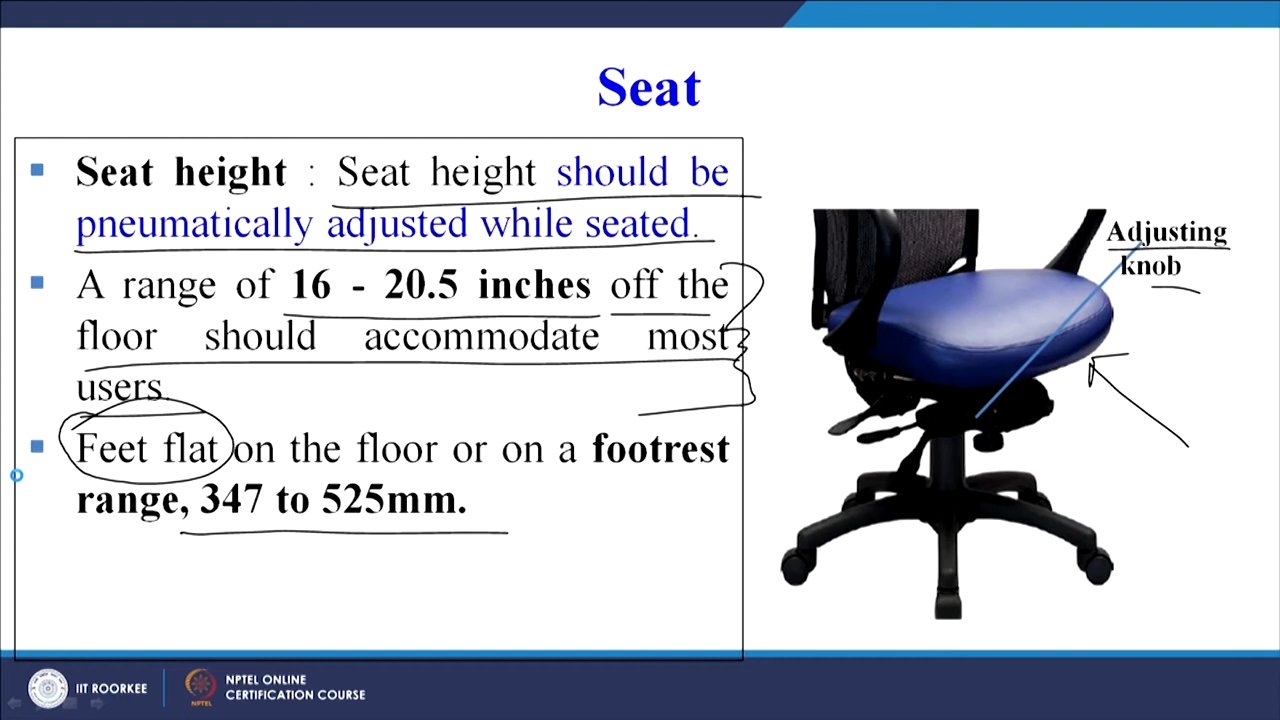 Seat
Seat height : Seat height should be
pneumatically adjusted while seated.
A range of 16 - 20.5 inches off the
floor should accommodate most
users.
Feet flat on the floor or on a footrest
range, 347 to 525mm.
Adjusting
knob
IIT ROORKEE
NPTEL
NPTEL ONLINE
CERTIFICATION COURSE